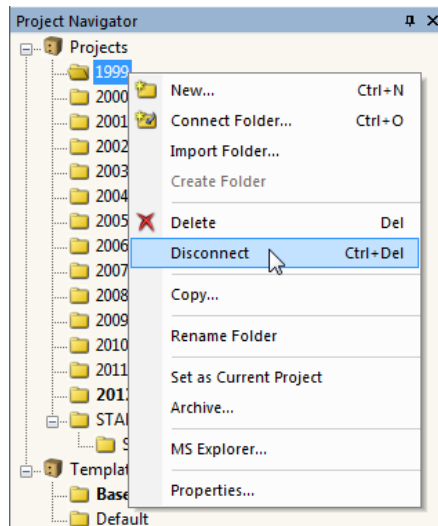 Project Navigator
Projects
1999
2000
2001
2002
2003
2004
2005
2006
2007
2008
2009
2010
2011
Templat
Base
Default
New... Ctrl+N
Connect Folder... Ctrl+O
Import Folder...
Create Folder
Delete Del
Disconnect Ctrl+Del
Copy...
Rename Folder
Set as Current Project
Archive...
MS Explorer...
Properties...